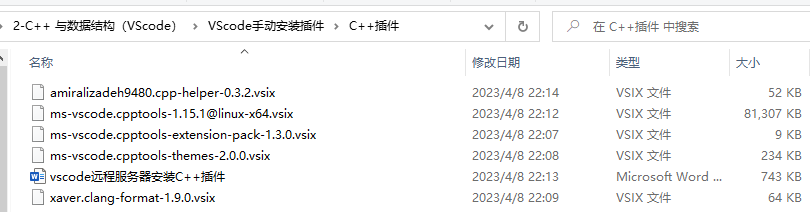 2-C++ 与数据结构（VScode） > VScode手动安装插件 > C++插件 在 C++插件 中搜索
名称 修改日期 类型 大小
amiralizadeh9480.cpp-helper-0.3.2.vsix 2023/4/8 22:14 VSIX 文件 52 KB
ms-vscode.cpptools-1.15.1@linux-x64.vsix 2023/4/8 22:12 VSIX 文件 81,307 KB
ms-vscode.cpptools-extension-pack-1.3.0.vsix 2023/4/8 22:07 VSIX 文件 9 KB
ms-vscode.cpptools-themes-2.0.0.vsix 2023/4/8 22:08 VSIX 文件 234 KB
vscode远程服务器安装C++插件 2023/4/8 22:13 Microsoft Word ... 743 KB
xaver.clang-format-1.9.0.vsix 2023/4/8 22:09 VSIX 文件 64 KB